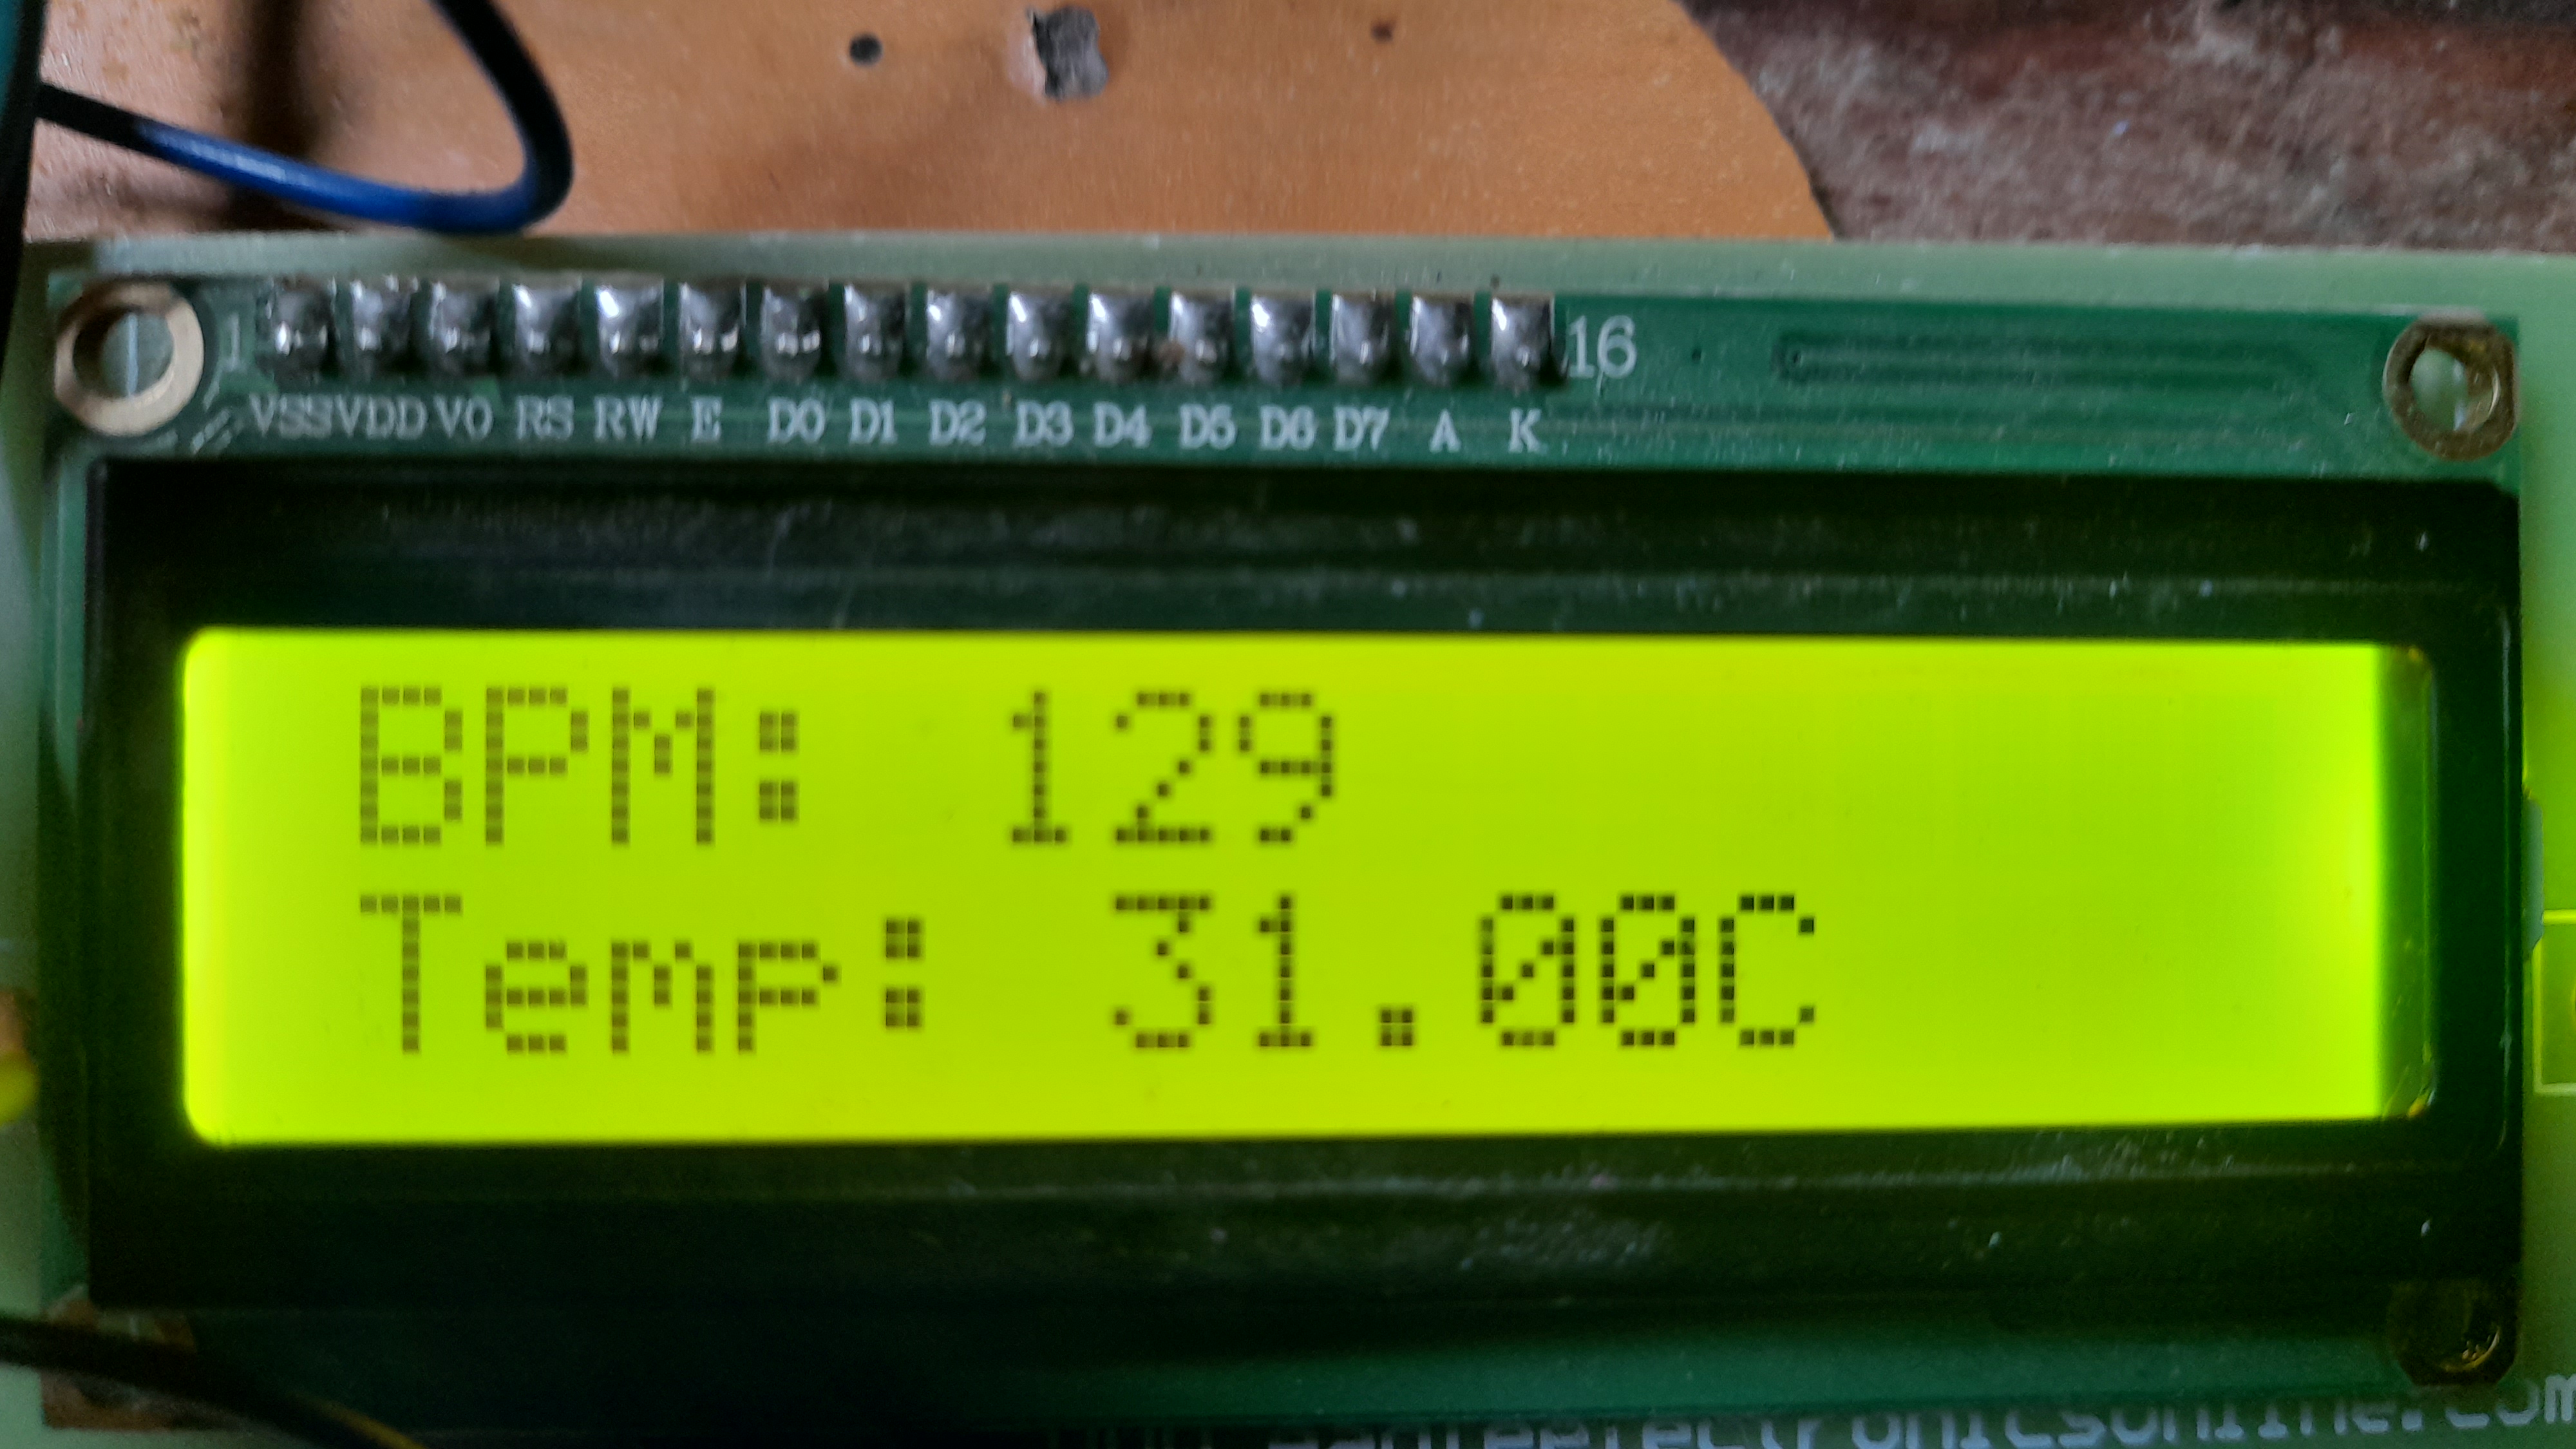 BPM: 129
Temp: 31.00C
1
VSS VDD VO RS RW E D0 D1 D2 D3 D4 D5 D6 D7 A K
16